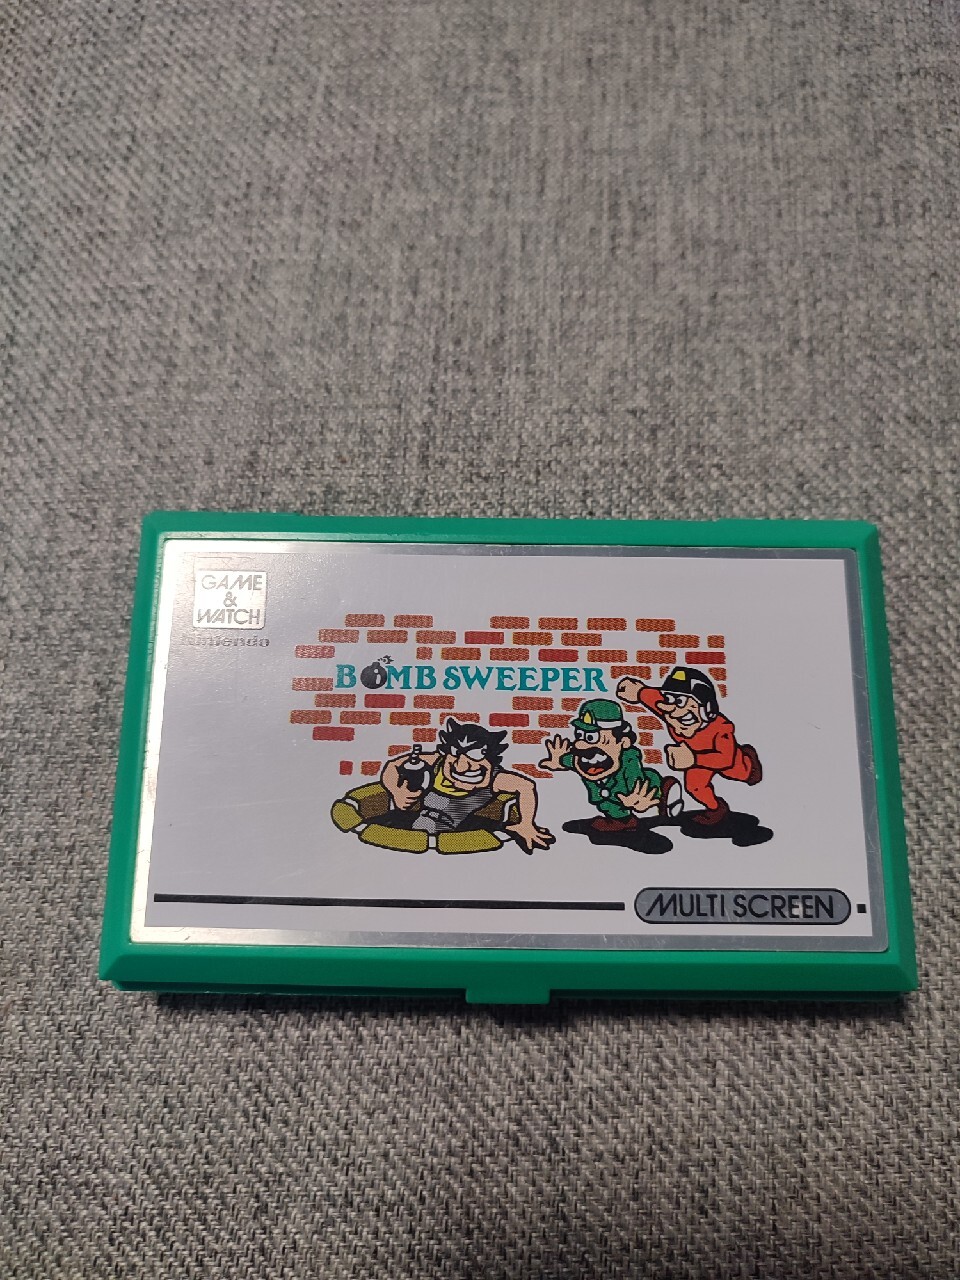 GAME
&
WATCH
Nintendo
BOMB SWEEPER
MULTI SCREEN